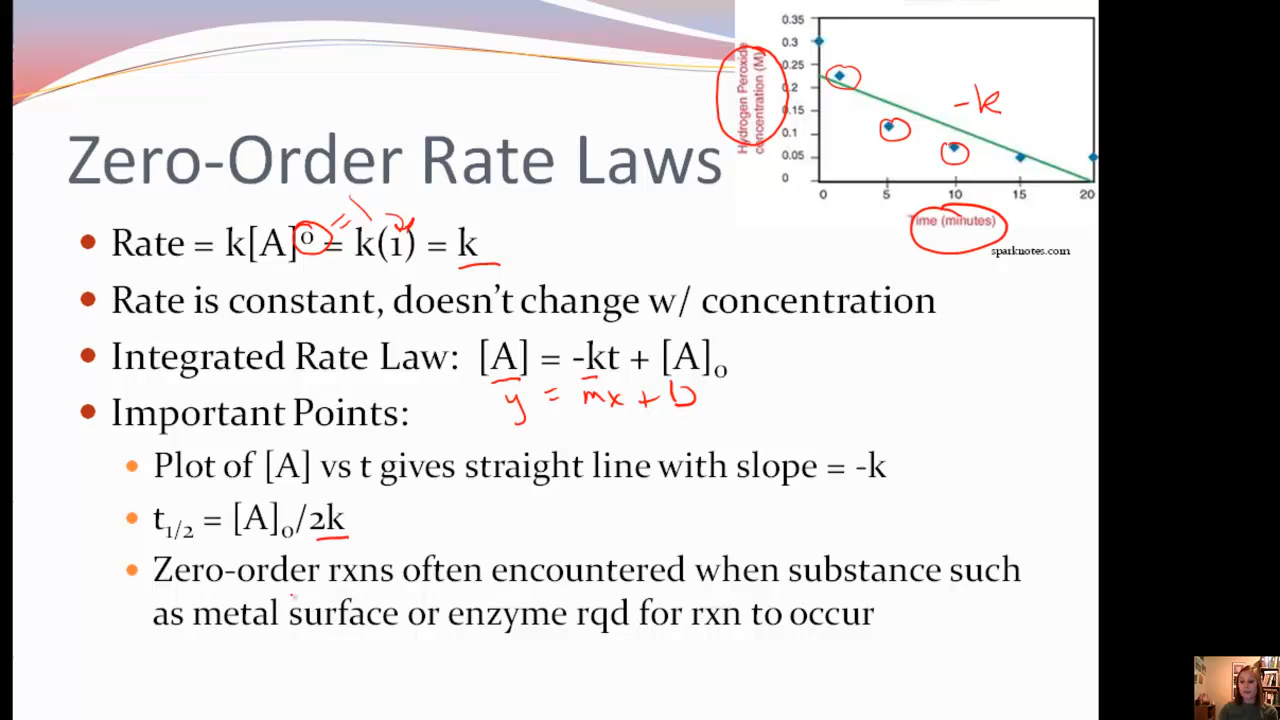 0.35
0.3
0.25
0.2
0.15
0.1
0.05
0
Hydrogen Peroxide
concentration (M)
-k
0 5 10 15 20
Time (minutes)
sparknotes.com
Zero-Order Rate Laws
= 1
• Rate = k[A]⁰ = k(1) = k
• Rate is constant, doesn't change w/ concentration
• Integrated Rate Law: [A] = -kt + [A]₀
y = mx + b
• Important Points:
• Plot of [A] vs t gives straight line with slope = -k
• t₁/₂ = [A]₀/2k
• Zero-order rxns often encountered when substance such
as metal surface or enzyme rqd for rxn to occur